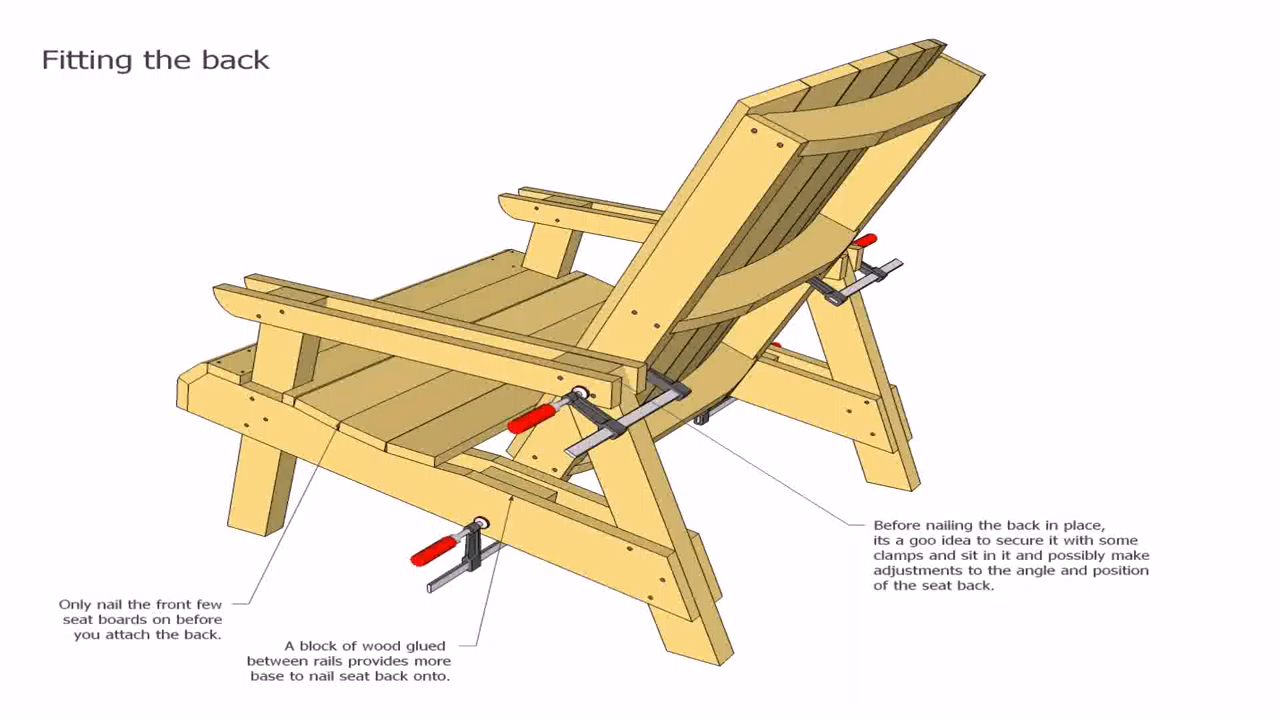 Fitting the back
Before nailing the back in place,
its a goo idea to secure it with some
clamps and sit in it and possibly make
adjustments to the angle and position
of the seat back.
Only nail the front few
seat boards on before
you attach the back.
A block of wood glued
between rails provides more
base to nail seat back onto.